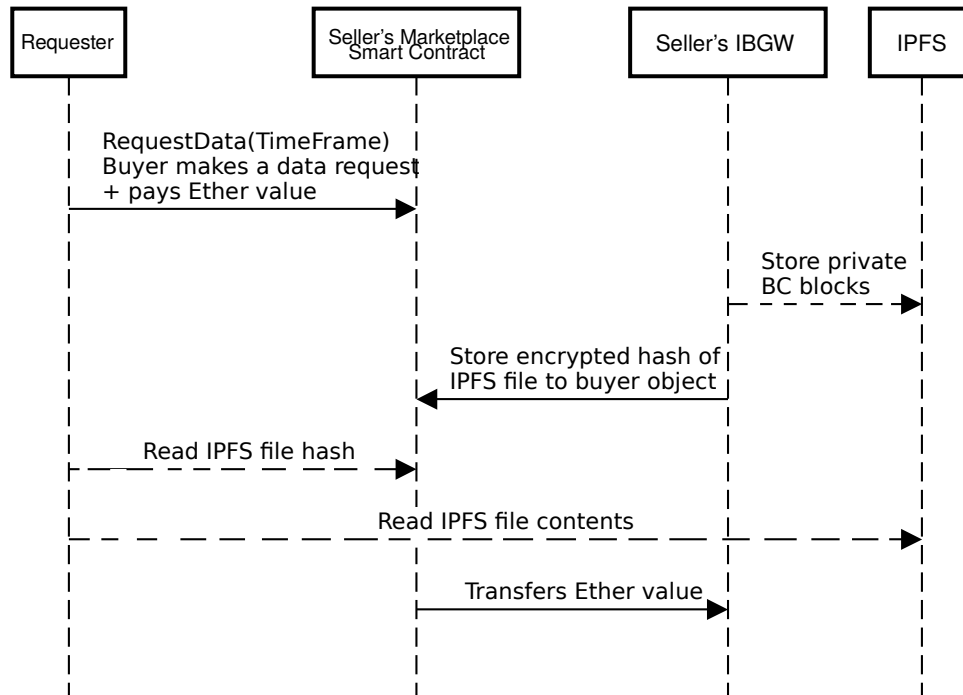 Requester
Seller's Marketplace
Smart Contract
Seller's IBGW
IPFS
RequestData(TimeFrame)
Buyer makes a data request
+ pays Ether value
Store private
BC blocks
Store encrypted hash of
IPFS file to buyer object
Read IPFS file hash
Read IPFS file contents
Transfers Ether value